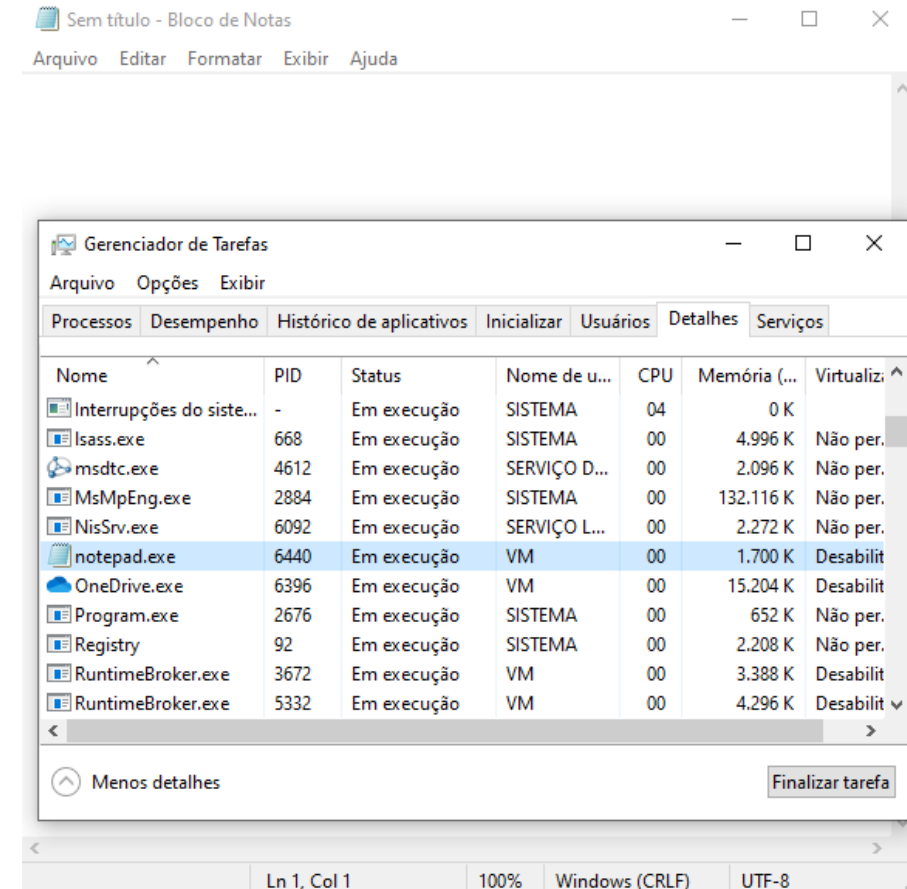 Sem título - Bloco de Notas
Arquivo Editar Formatar Exibir Ajuda
Gerenciador de Tarefas
Arquivo Opções Exibir
Processos Desempenho Histórico de aplicativos Inicializar Usuários Detalhes Serviços
Nome PID Status Nome de u... CPU Memória (... Virtualiz
Interrupções do siste... - Em execução SISTEMA 04 0 K
lsass.exe 668 Em execução SISTEMA 00 4.996 K Não per.
msdtc.exe 4612 Em execução SERVIÇO D... 00 2.096 K Não per.
MsMpEng.exe 2884 Em execução SISTEMA 00 132.116 K Não per.
NisSrv.exe 6092 Em execução SERVIÇO L... 00 2.272 K Não per.
notepad.exe 6440 Em execução VM 00 1.700 K Desabilit
OneDrive.exe 6396 Em execução VM 00 15.204 K Desabilit
Program.exe 2676 Em execução SISTEMA 00 652 K Não per.
Registry 92 Em execução SISTEMA 00 2.208 K Não per.
RuntimeBroker.exe 3672 Em execução VM 00 3.388 K Desabilit
RuntimeBroker.exe 5332 Em execução VM 00 4.296 K Desabilit
Menos detalhes Finalizar tarefa
Ln 1, Col 1 100% Windows (CRLF) UTF-8